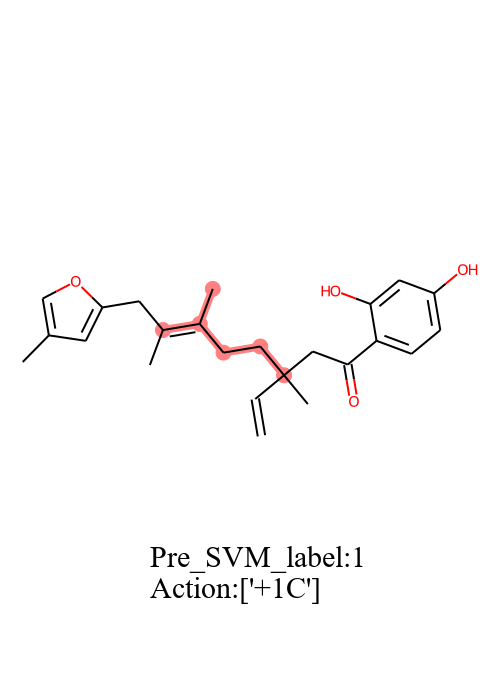 OH
O
HO
O
Pre_SVM_label:1
Action:['+1C']